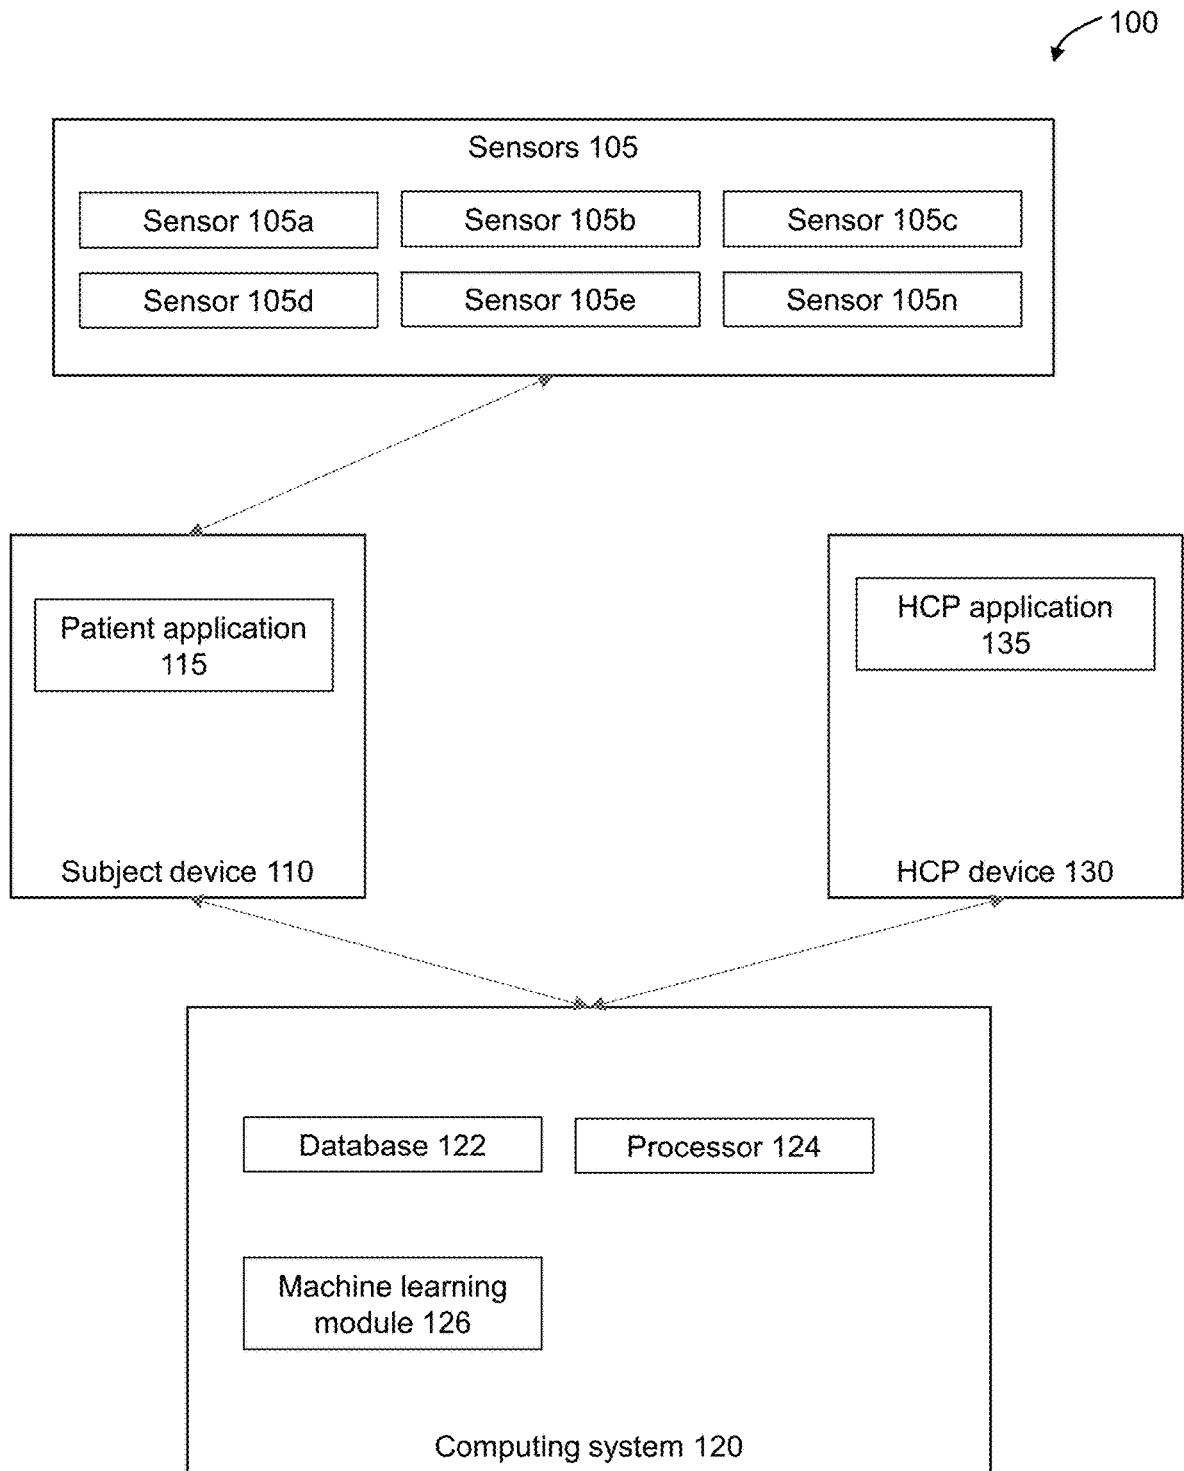 100
Sensors 105
Sensor 105a
Sensor 105b
Sensor 105c
Sensor 105d
Sensor 105e
Sensor 105n
Patient application
115
Subject device 110
HCP application
135
HCP device 130
Database 122
Processor 124
Machine learning
module 126
Computing system 120